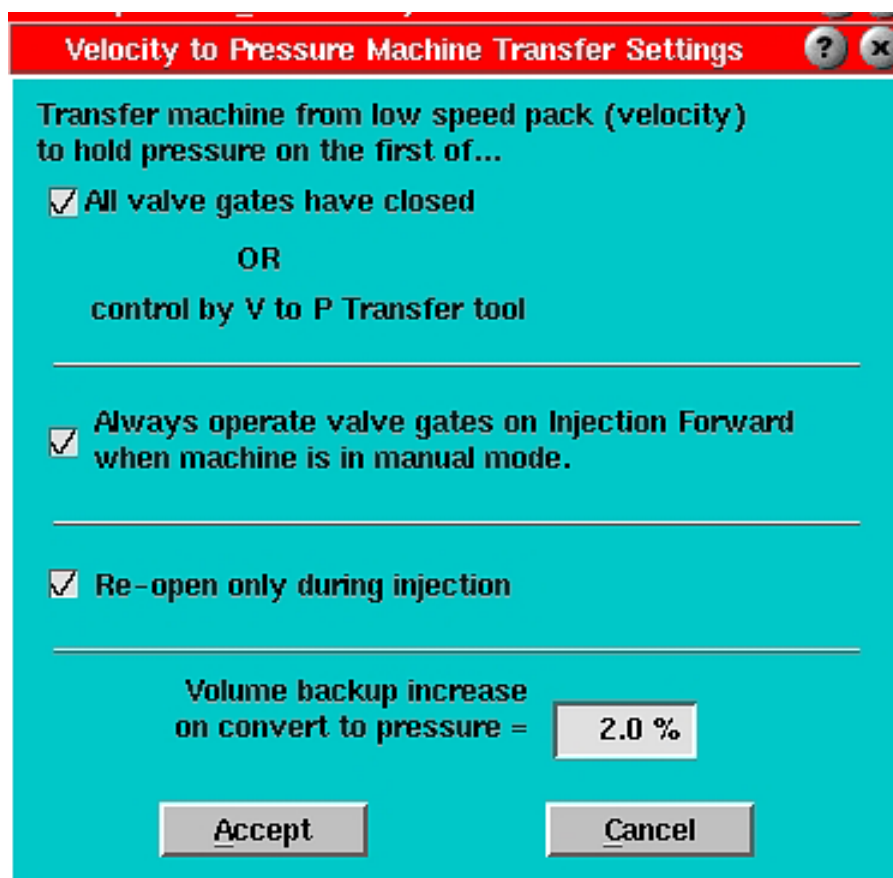 Velocity to Pressure Machine Transfer Settings
?
x
Transfer machine from low speed pack (velocity)
to hold pressure on the first of...
All valve gates have closed
OR
control by V to P Transfer tool
Always operate valve gates on Injection Forward
when machine is in manual mode.
Re-open only during injection
Volume backup increase
on convert to pressure =
2.0 %
Accept
Cancel